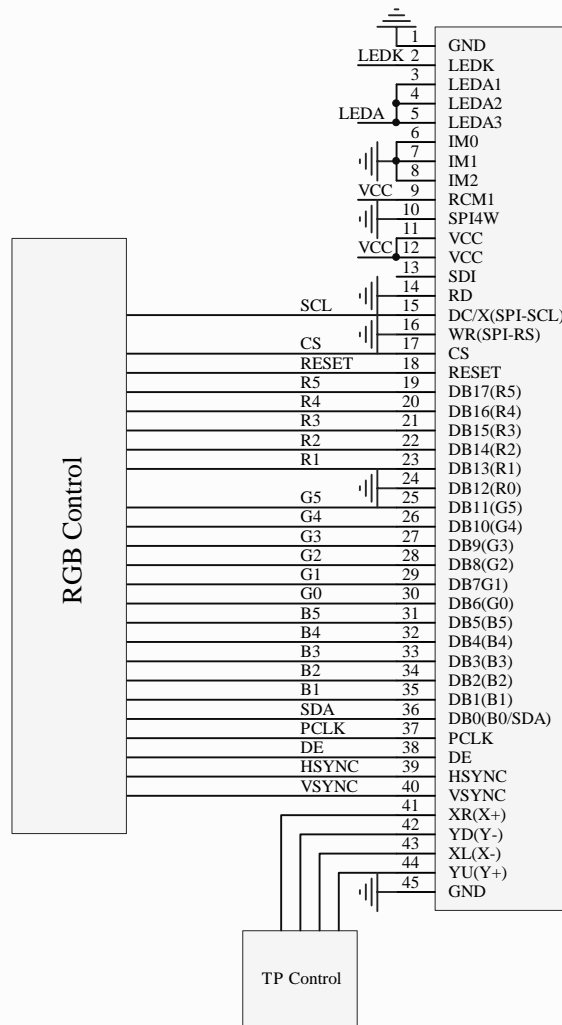 1 GND
LEDK 2 LEDK
3 LEDA1
4 LEDA2
LEDA 5 LEDA3
6 IM0
7 IM1
8 IM2
VCC 9 RCM1
10 SPI4W
11 VCC
VCC 12 VCC
13 SDI
14 RD
SCL 15 DC/X(SPI-SCL)
16 WR(SPI-RS)
CS 17 CS
RESET 18 RESET
R5 19 DB17(R5)
R4 20 DB16(R4)
R3 21 DB15(R3)
R2 22 DB14(R2)
R1 23 DB13(R1)
24 DB12(R0)
G5 25 DB11(G5)
G4 26 DB10(G4)
G3 27 DB9(G3)
G2 28 DB8(G2)
G1 29 DB7G1)
G0 30 DB6(G0)
B5 31 DB5(B5)
B4 32 DB4(B4)
B3 33 DB3(B3)
B2 34 DB2(B2)
B1 35 DB1(B1)
SDA 36 DB0(B0/SDA)
PCLK 37 PCLK
DE 38 DE
HSYNC 39 HSYNC
VSYNC 40 VSYNC
41 XR(X+)
42 YD(Y-)
43 XL(X-)
44 YU(Y+)
45 GND
RGB Control
TP Control